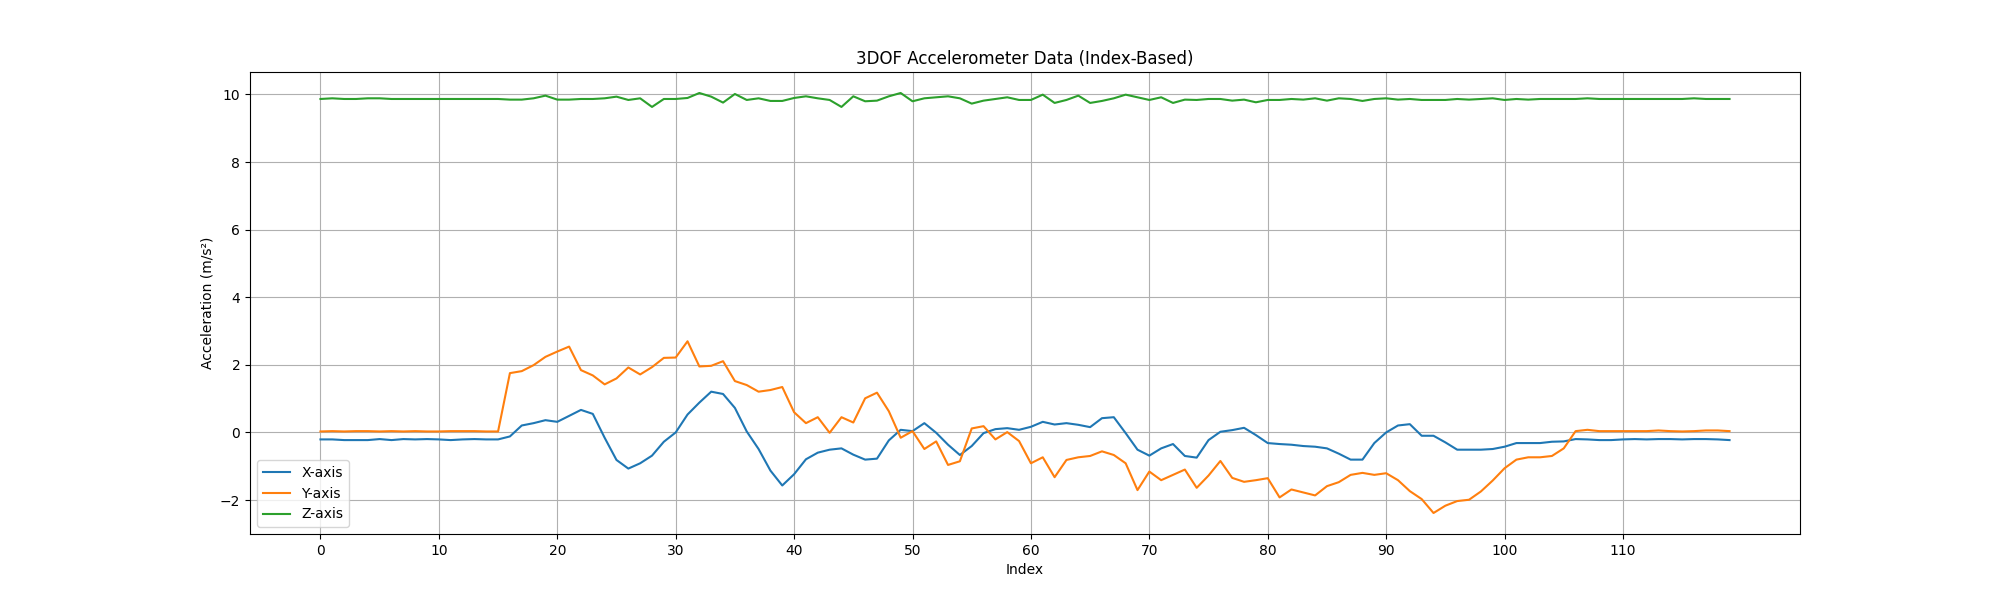 3DOF Accelerometer Data (Index-Based)
Acceleration (m/s²)
10
8
6
4
2
0
−2
X-axis
Y-axis
Z-axis
0 10 20 30 40 50 60 70 80 90 100 110
Index